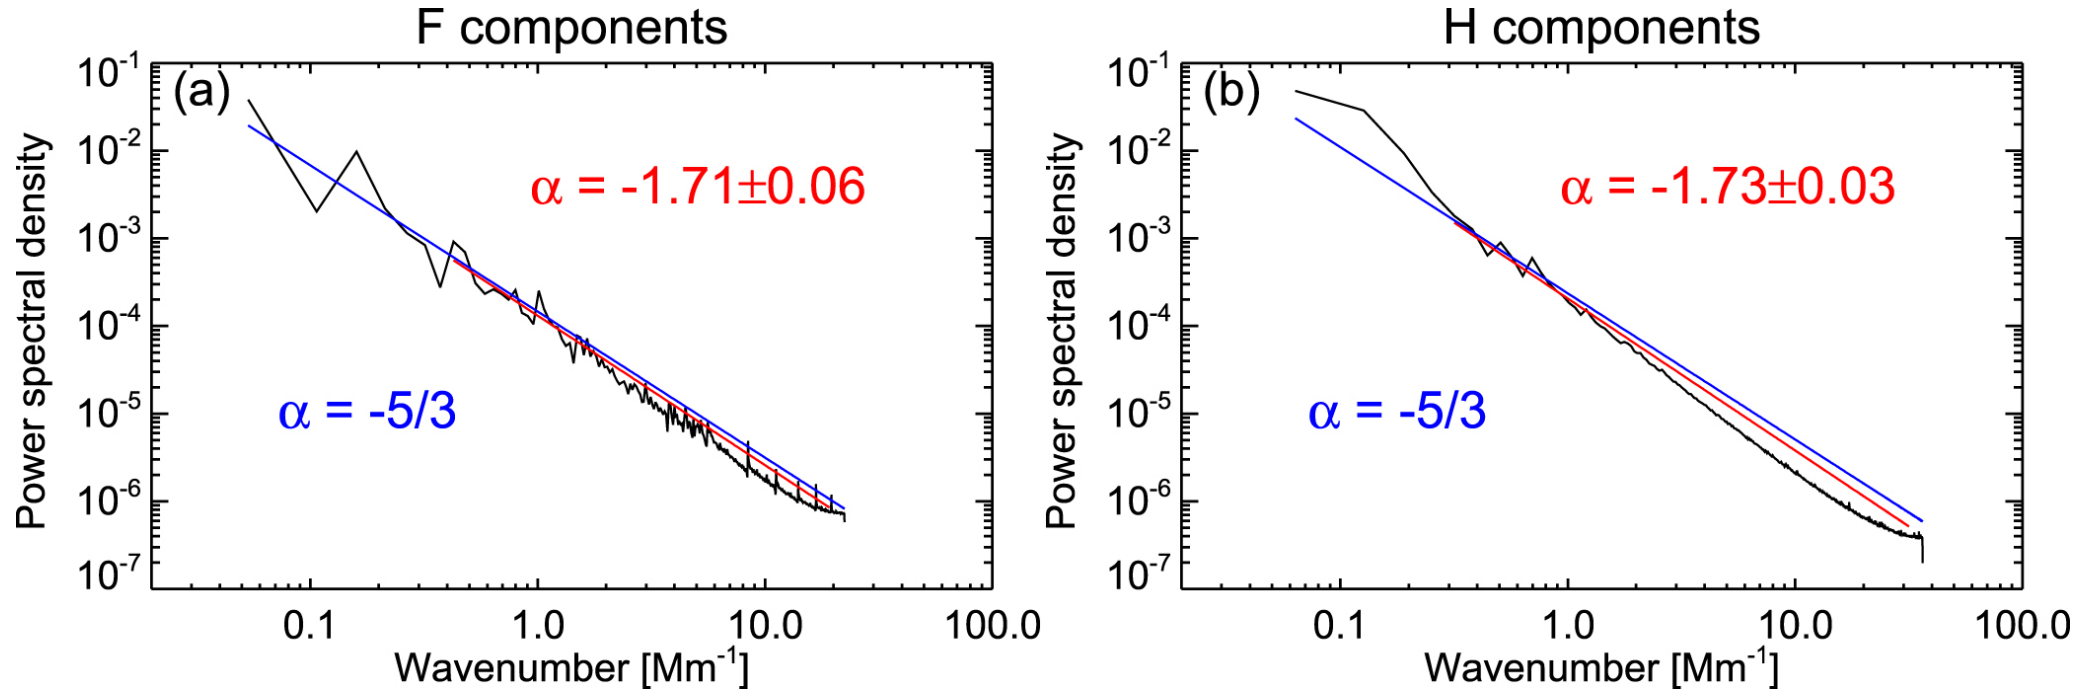 F components
(a)
10⁻¹
10⁻²
10⁻³
10⁻⁴
10⁻⁵
10⁻⁶
10⁻⁷
Power spectral density
α = -1.71±0.06
α = -5/3
0.1 1.0 10.0 100.0
Wavenumber [Mm⁻¹]
H components
(b)
10⁻¹
10⁻²
10⁻³
10⁻⁴
10⁻⁵
10⁻⁶
10⁻⁷
Power spectral density
α = -1.73±0.03
α = -5/3
0.1 1.0 10.0 100.0
Wavenumber [Mm⁻¹]